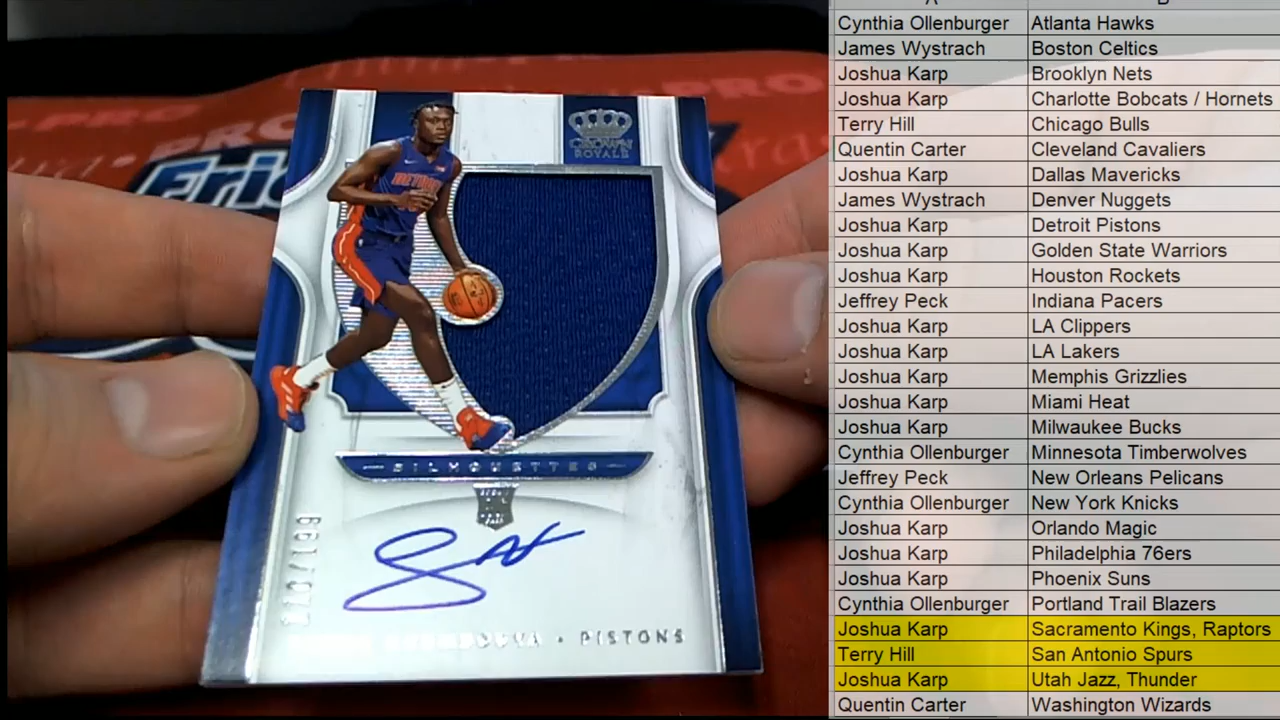 A B
Cynthia Ollenburger Atlanta Hawks
James Wystrach Boston Celtics
Joshua Karp Brooklyn Nets
Joshua Karp Charlotte Bobcats / Hornets
Terry Hill Chicago Bulls
Quentin Carter Cleveland Cavaliers
Joshua Karp Dallas Mavericks
James Wystrach Denver Nuggets
Joshua Karp Detroit Pistons
Joshua Karp Golden State Warriors
Joshua Karp Houston Rockets
Jeffrey Peck Indiana Pacers
Joshua Karp LA Clippers
Joshua Karp LA Lakers
Joshua Karp Memphis Grizzlies
Joshua Karp Miami Heat
Joshua Karp Milwaukee Bucks
Cynthia Ollenburger Minnesota Timberwolves
Jeffrey Peck New Orleans Pelicans
Cynthia Ollenburger New York Knicks
Joshua Karp Orlando Magic
Joshua Karp Philadelphia 76ers
Joshua Karp Phoenix Suns
Cynthia Ollenburger Portland Trail Blazers
Joshua Karp Sacramento Kings, Raptors
Terry Hill San Antonio Spurs
Joshua Karp Utah Jazz, Thunder
Quentin Carter Washington Wizards
CROWN
ROYALE
DETROIT
SILHOUETTES
• PISTONS